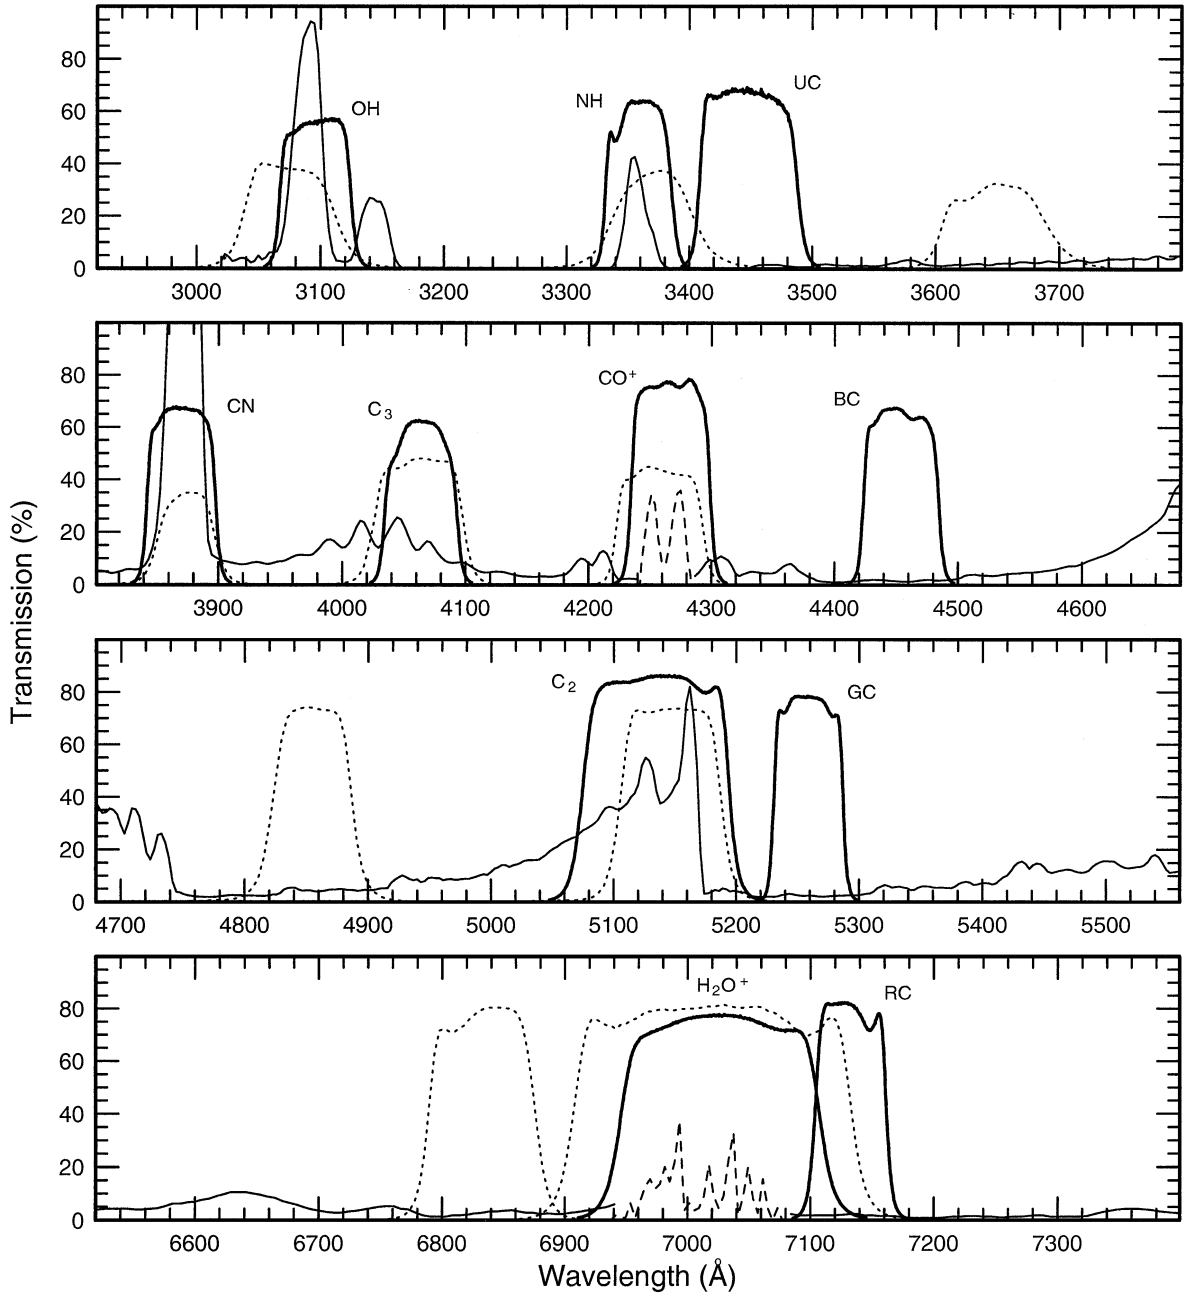 80
60
40
20
0
OH
NH
UC
3000 3100 3200 3300 3400 3500 3600 3700
80
60
40
20
0
CN
C3
CO+
BC
3900 4000 4100 4200 4300 4400 4500 4600
Transmission (%)
80
60
40
20
0
C2
GC
4700 4800 4900 5000 5100 5200 5300 5400 5500
80
60
40
20
0
H2O+
RC
6600 6700 6800 6900 7000 7100 7200 7300
Wavelength (Å)